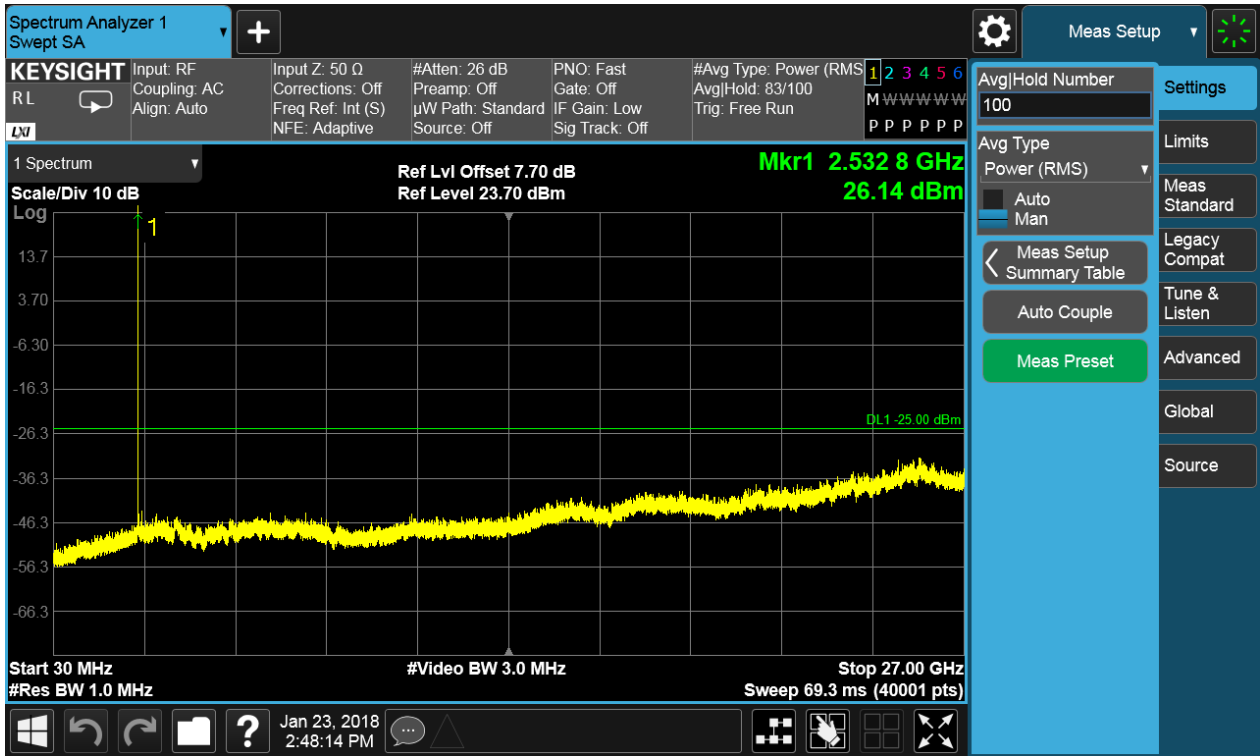 Spectrum Analyzer 1
Swept SA
+
Meas Setup
KEYSIGHT
R L
LXI
Input: RF
Coupling: AC
Align: Auto
Input Z: 50 Ω
Corrections: Off
Freq Ref: Int (S)
NFE: Adaptive
#Atten: 26 dB
Preamp: Off
µW Path: Standard
Source: Off
PNO: Fast
Gate: Off
IF Gain: Low
Sig Track: Off
#Avg Type: Power (RMS
Avg|Hold: 83/100
Trig: Free Run
1 2 3 4 5 6
M W W W W W
P P P P P P
1 Spectrum
Scale/Div 10 dB
Ref Lvl Offset 7.70 dB
Ref Level 23.70 dBm
Mkr1 2.532 8 GHz
26.14 dBm
Log
1
13.7
3.70
-6.30
-16.3
-26.3
-36.3
-46.3
-56.3
-66.3
DL1 -25.00 dBm
Start 30 MHz
#Video BW 3.0 MHz
Stop 27.00 GHz
#Res BW 1.0 MHz
Sweep 69.3 ms (40001 pts)
Avg|Hold Number
100
Avg Type
Power (RMS)
Auto
Man
Meas Setup
Summary Table
Auto Couple
Meas Preset
Settings
Limits
Meas
Standard
Legacy
Compat
Tune &
Listen
Advanced
Global
Source
?
Jan 23, 2018
2:48:14 PM